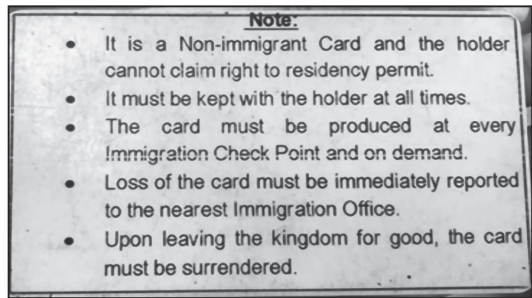 Note:
• It is a Non-immigrant Card and the holder
cannot claim right to residency permit.
• It must be kept with the holder at all times.
• The card must be produced at every
Immigration Check Point and on demand.
• Loss of the card must be immediately reported
to the nearest Immigration Office.
• Upon leaving the kingdom for good, the card
must be surrendered.